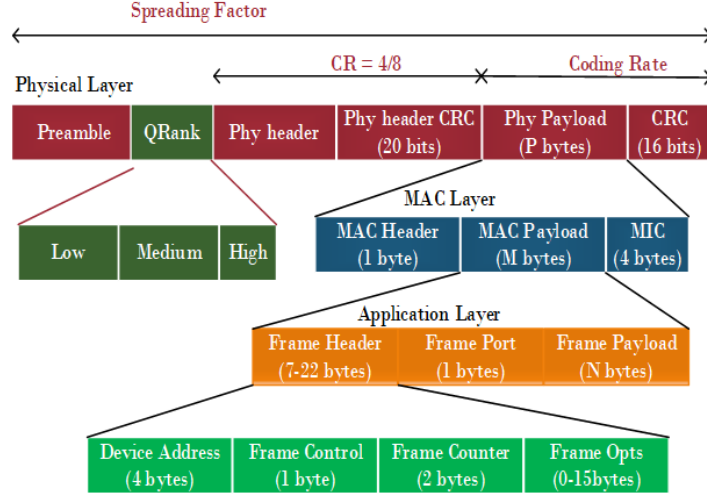 Spreading Factor
CR = 4/8
Coding Rate
Physical Layer
Preamble
QRank
Phy header
Phy header CRC
(20 bits)
Phy Payload
(P bytes)
CRC
(16 bits)
MAC Layer
Low
Medium
High
MAC Header
(1 byte)
MAC Payload
(M bytes)
MIC
(4 bytes)
Application Layer
Frame Header
(7-22 bytes)
Frame Port
(1 bytes)
Frame Payload
(N bytes)
Device Address
(4 bytes)
Frame Control
(1 byte)
Frame Counter
(2 bytes)
Frame Opts
(0-15bytes)